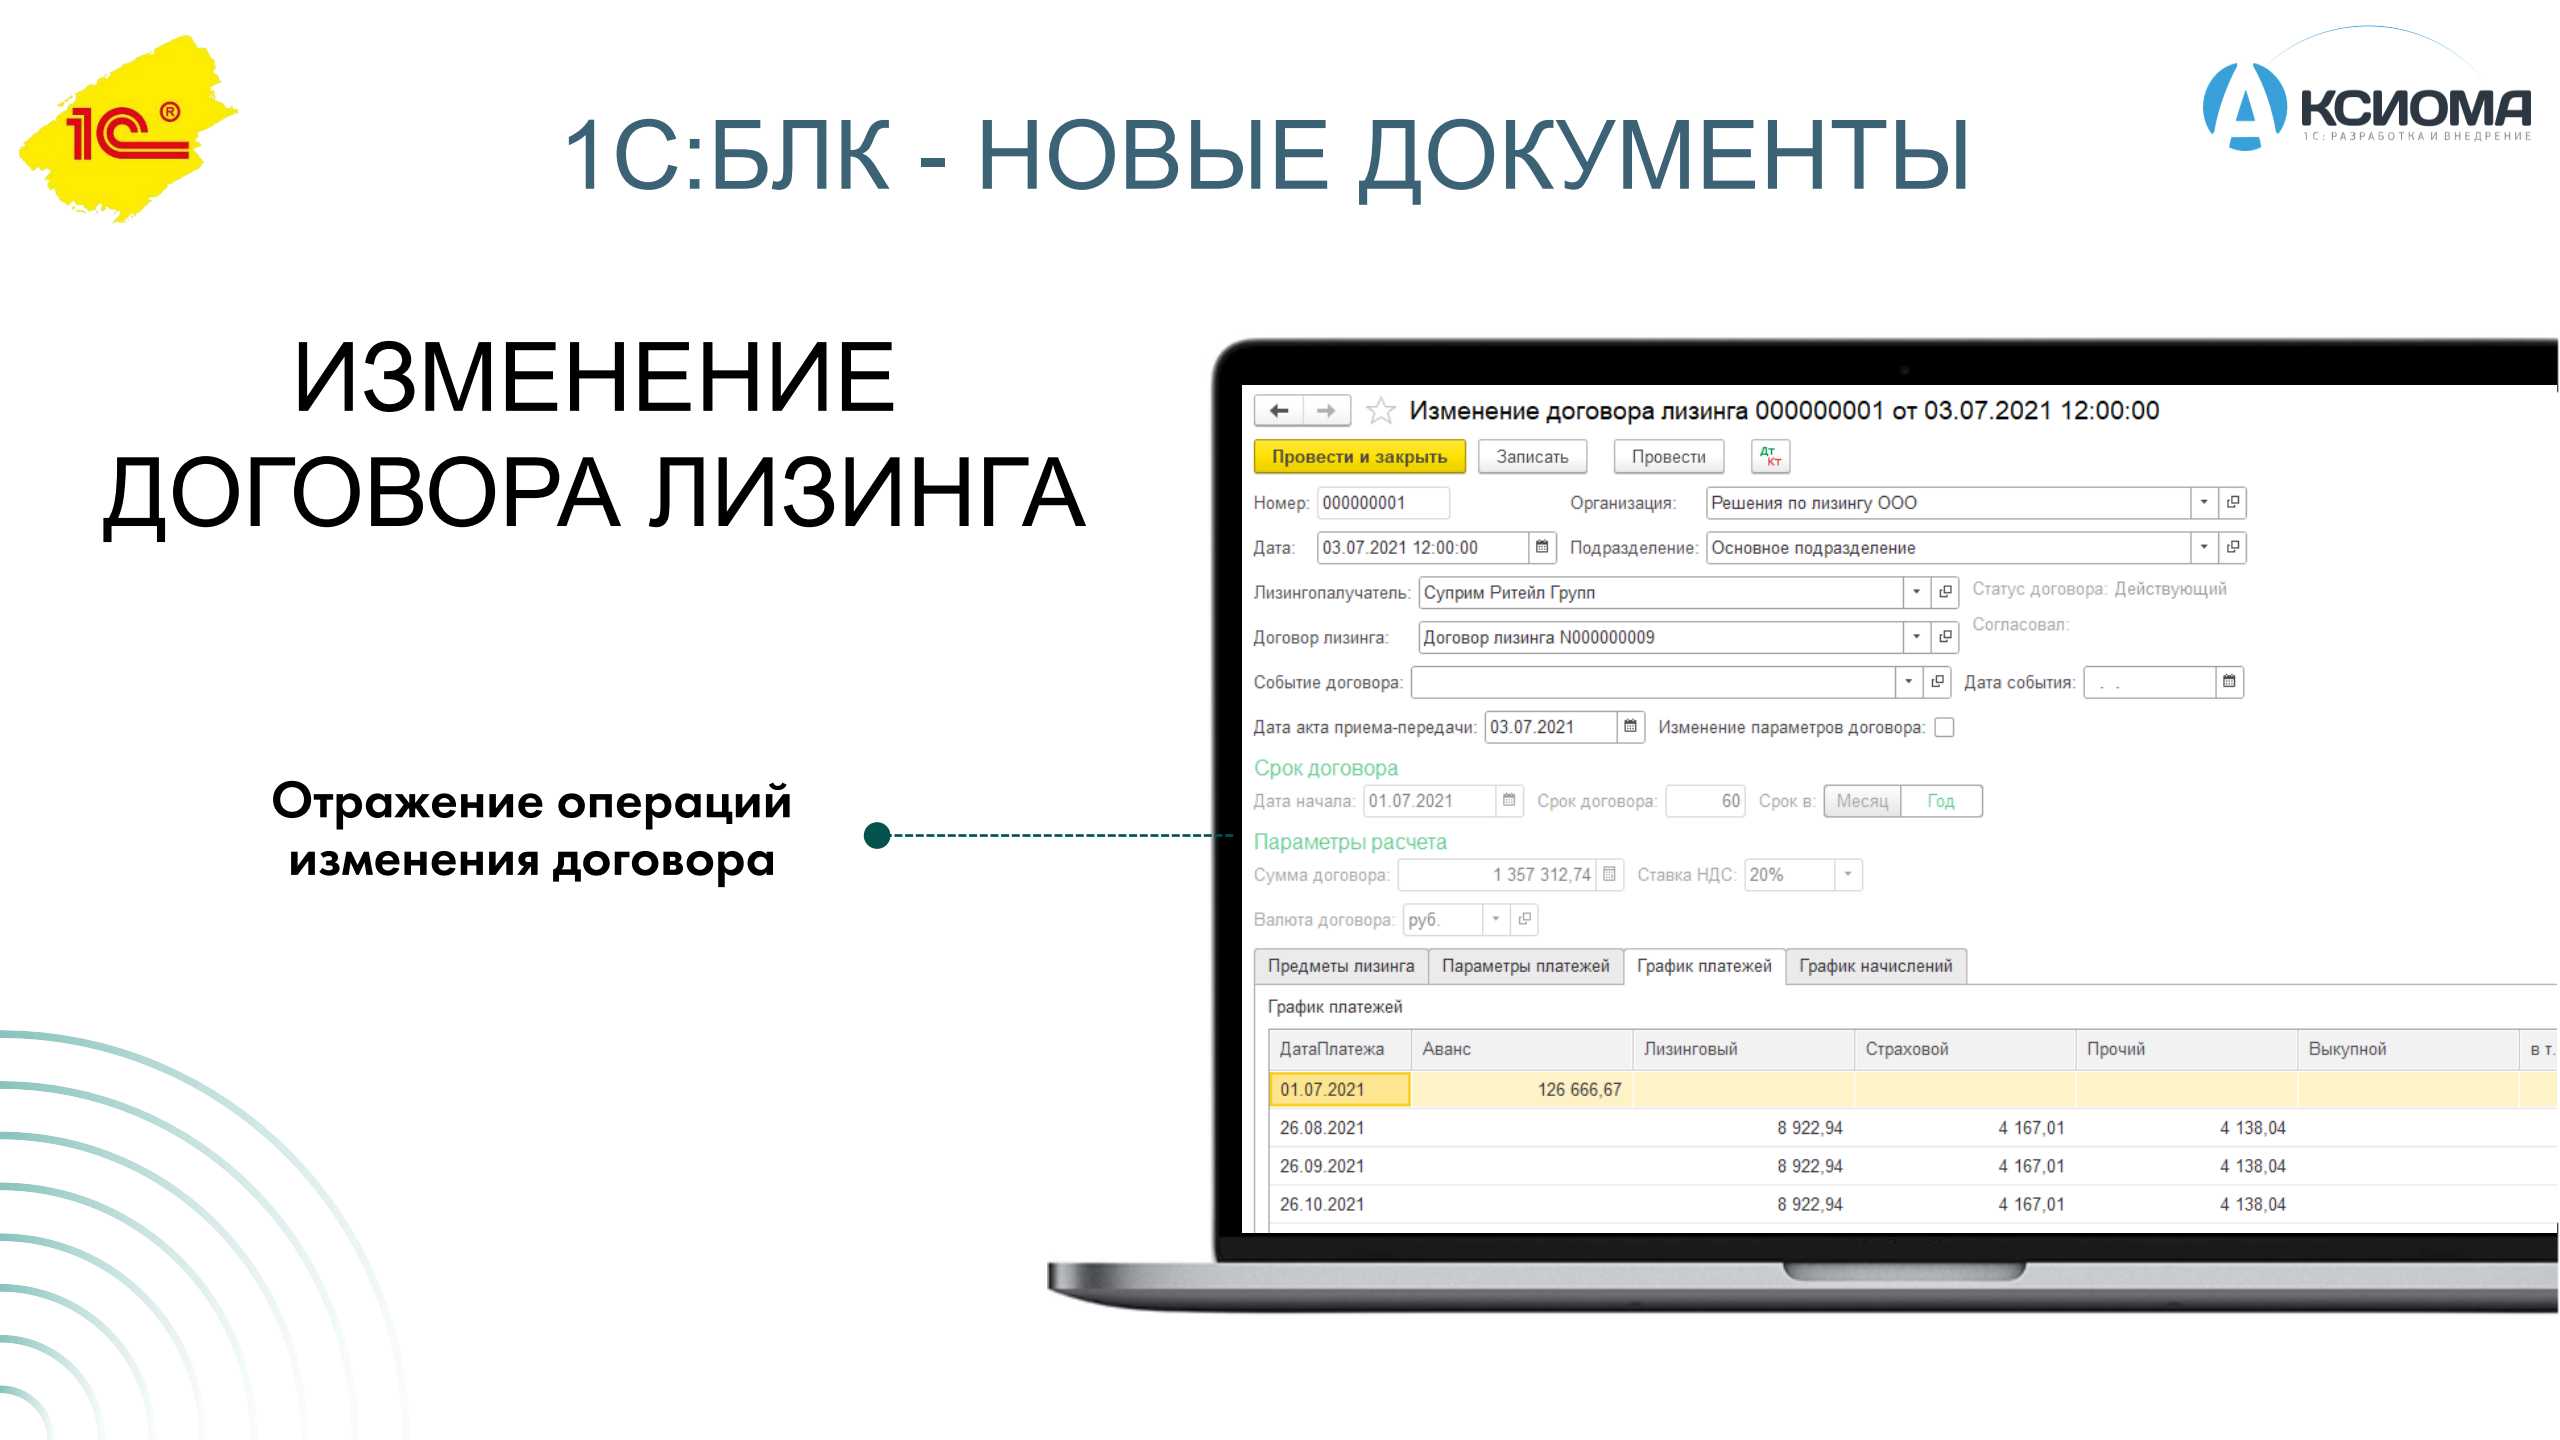 1С®
1С:БЛК - НОВЫЕ ДОКУМЕНТЫ
АКСИОМА
1С: РАЗРАБОТКА И ВНЕДРЕНИЕ
ИЗМЕНЕНИЕ
ДОГОВОРА ЛИЗИНГА
Отражение операций
изменения договора
Изменение договора лизинга 000000001 от 03.07.2021 12:00:00
Провести и закрыть Записать Провести Дт Кт
Номер: 000000001 Организация: Решения по лизингу ООО
Дата: 03.07.2021 12:00:00 Подразделение: Основное подразделение
Лизингопалучатель: Суприм Ритейл Групп Статус договора: Действующий
Договор лизинга: Договор лизинга N000000009 Согласовал:
Событие договора: Дата события: . .
Дата акта приема-передачи: 03.07.2021 Изменение параметров договора:
Срок договора
Дата начала: 01.07.2021 Срок договора: 60 Срок в: Месяц Год
Параметры расчета
Сумма договора: 1 357 312,74 Ставка НДС: 20%
Валюта договора: руб.
Предметы лизинга Параметры платежей График платежей График начислений
График платежей
ДатаПлатежа Аванс Лизинговый Страховой Прочий Выкупной в т.
01.07.2021 126 666,67
26.08.2021 8 922,94 4 167,01 4 138,04
26.09.2021 8 922,94 4 167,01 4 138,04
26.10.2021 8 922,94 4 167,01 4 138,04